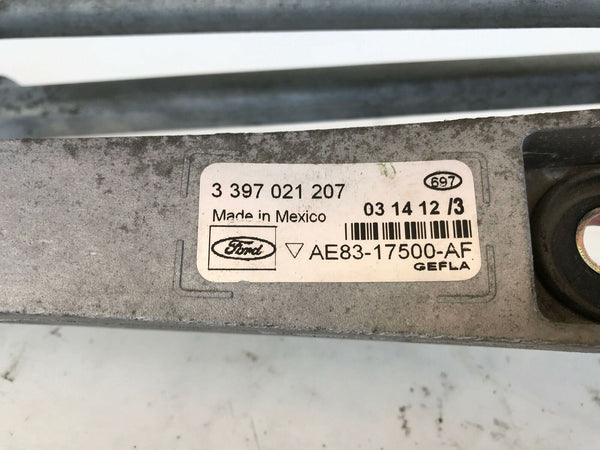 3 397 021 207
697
Made in Mexico
03 14 12 /3
Ford
AE83-17500-AF
GEFLA